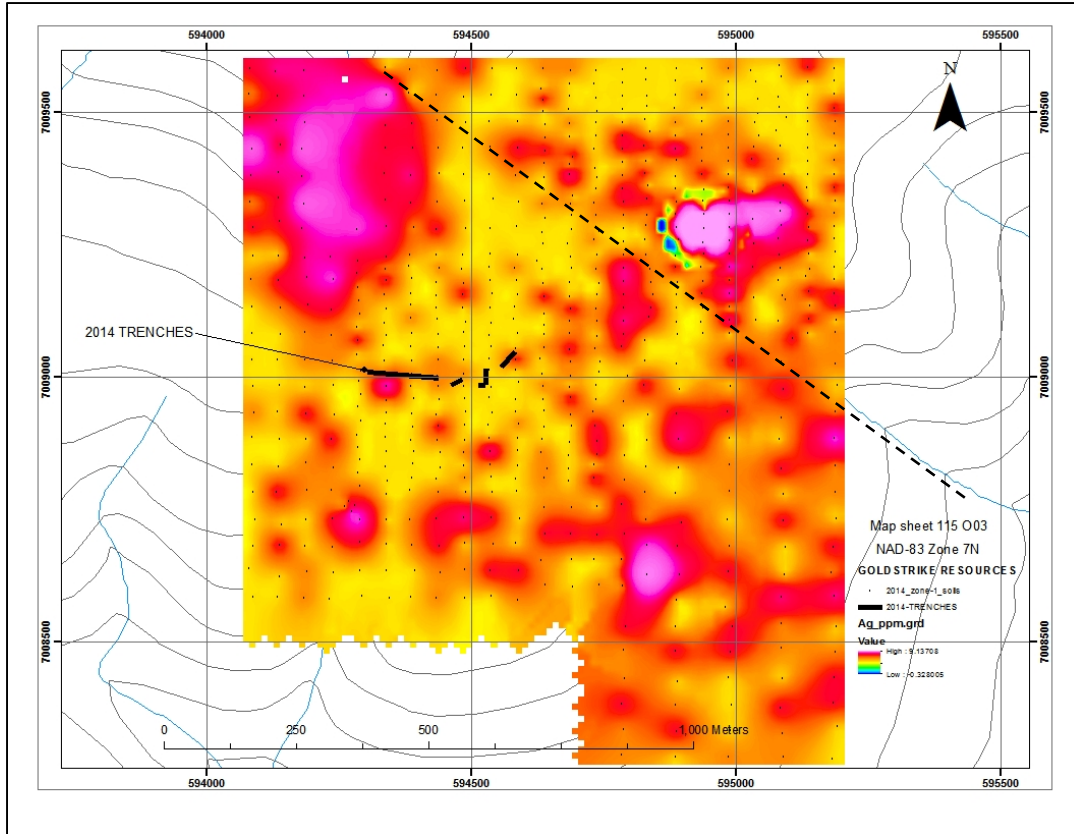 594000 594500 595000 595500
7009500 7009500
N
2014 TRENCHES
7009000 7009000
Map sheet 115 O03
NAD-83 Zone 7N
GOLDSTRIKE RESOURCES
2014_zone-1_soils
2014-TRENCHES
Ag_ppm.grd
Value
High : 9.13708
Low : -0.328005
7008500 7008500
0 250 500 1,000 Meters
594000 594500 595000 595500